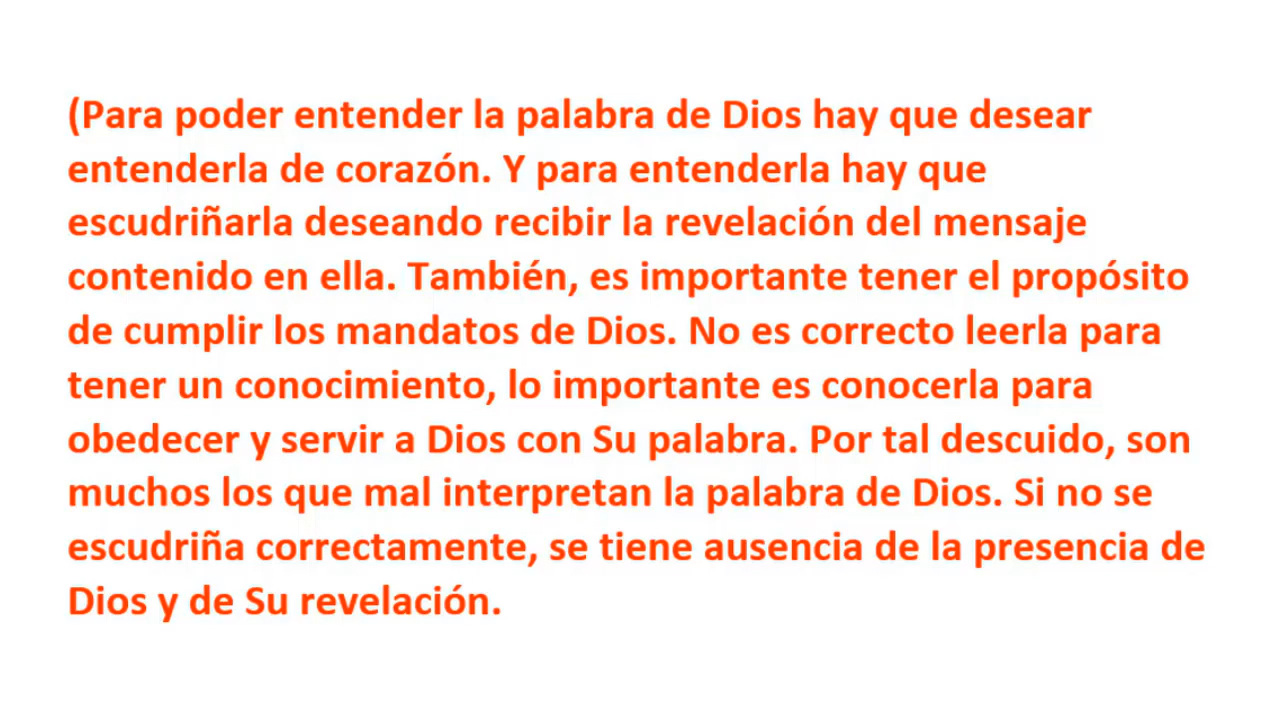 (Para poder entender la palabra de Dios hay que desear
entenderla de corazón. Y para entenderla hay que
escudriñarla deseando recibir la revelación del mensaje
contenido en ella. También, es importante tener el propósito
de cumplir los mandatos de Dios. No es correcto leerla para
tener un conocimiento, lo importante es conocerla para
obedecer y servir a Dios con Su palabra. Por tal descuido, son
muchos los que mal interpretan la palabra de Dios. Si no se
escudriña correctamente, se tiene ausencia de la presencia de
Dios y de Su revelación.